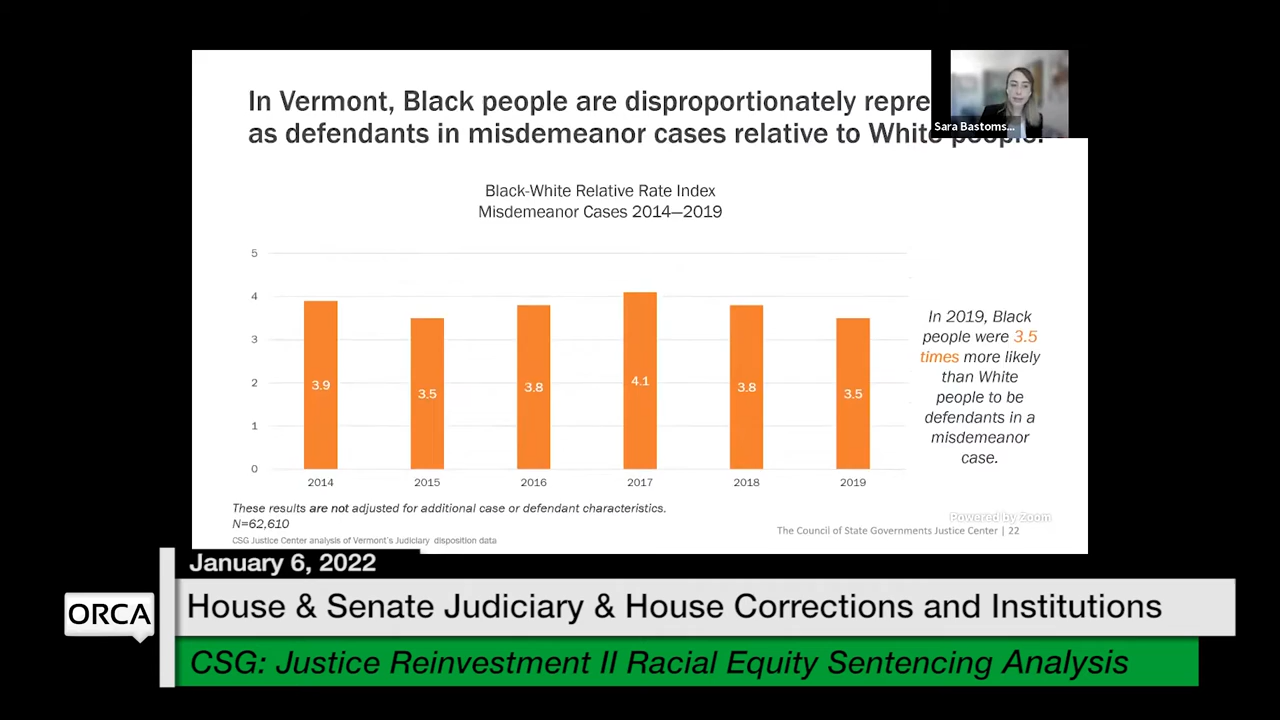 In Vermont, Black people are disproportionately repre
as defendants in misdemeanor cases relative to White people.
Sara Bastoms...
Black-White Relative Rate Index
Misdemeanor Cases 2014—2019
5
4
3
2
1
0
3.9
3.5
3.8
4.1
3.8
3.5
2014
2015
2016
2017
2018
2019
In 2019, Black
people were 3.5
times more likely
than White
people to be
defendants in a
misdemeanor
case.
These results are not adjusted for additional case or defendant characteristics.
N=62,610
CSG Justice Center analysis of Vermont's Judiciary disposition data
Powered by Zoom
The Council of State Governments Justice Center | 22
January 6, 2022
ORCA
House & Senate Judiciary & House Corrections and Institutions
CSG: Justice Reinvestment II Racial Equity Sentencing Analysis